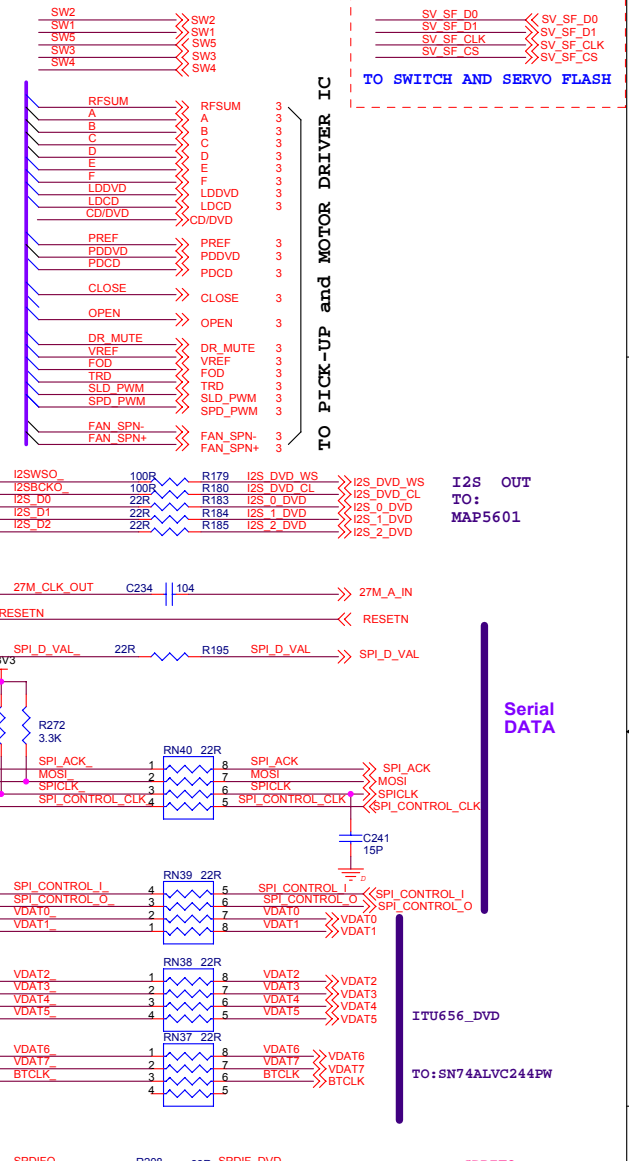 SW2 SW2
SW1 SW1
SW5 SW5
SW3 SW3
SW4 SW4
SV_SF_D0 SV_SF_D0
SV_SF_D1 SV_SF_D1
SV_SF_CLK SV_SF_CLK
SV_SF_CS SV_SF_CS
TO SWITCH AND SERVO FLASH
RFSUM RFSUM 3
A A 3
B B 3
C C 3
D D 3
E E 3
F F 3
LDDVD LDDVD 3
LDCD LDCD 3
CD/DVD CD/DVD
PREF PREF 3
PDDVD PDDVD 3
PDCD PDCD 3
CLOSE CLOSE 3
OPEN OPEN 3
DR_MUTE DR_MUTE 3
VREF VREF 3
FOD FOD 3
TRD TRD 3
SLD_PWM SLD_PWM 3
SPD_PWM SPD_PWM 3
FAN_SPN- FAN_SPN- 3
FAN_SPN+ FAN_SPN+ 3
TO PICK-UP and MOTOR DRIVER IC
I2SWSO_ 100R R179 I2S_DVD_WS I2S_DVD_WS
I2SBCKO_ 100R R180 I2S_DVD_CL I2S_DVD_CL
I2S_D0 22R R183 I2S_0_DVD I2S_0_DVD
I2S_D1 22R R184 I2S_1_DVD I2S_1_DVD
I2S_D2 22R R185 I2S_2_DVD I2S_2_DVD
I2S OUT
TO:
MAP5601
27M_CLK_OUT C234 104 27M_A_IN
RESETN RESETN
SPI_D_VAL_ 22R R195 SPI_D_VAL SPI_D_VAL
R272
3.3K
Serial
DATA
RN40 22R
SPI_ACK_ 1 8 SPI_ACK SPI_ACK
MOSI_ 2 7 MOSI MOSI
SPICLK_ 3 6 SPICLK SPICLK
SPI_CONTROL_CLK_ 4 5 SPI_CONTROL_CLK SPI_CONTROL_CLK
C241
15P
RN39 22R
SPI_CONTROL_I_ 4 5 SPI_CONTROL_I SPI_CONTROL_I
SPI_CONTROL_O_ 3 6 SPI_CONTROL_O SPI_CONTROL_O
VDAT0_ 2 7 VDAT0 VDAT0
VDAT1_ 1 8 VDAT1 VDAT1
RN38 22R
VDAT2_ 1 8 VDAT2 VDAT2
VDAT3_ 2 7 VDAT3 VDAT3
VDAT4_ 3 6 VDAT4 VDAT4
VDAT5_ 4 5 VDAT5 VDAT5
ITU656_DVD
RN37 22R
VDAT6_ 1 8 VDAT6 VDAT6
VDAT7_ 2 7 VDAT7 VDAT7
BTCLK_ 3 6 BTCLK BTCLK
4 5
TO:SN74ALVC244PW